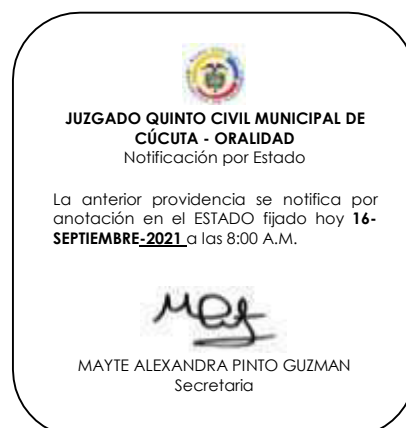 JUZGADO QUINTO CIVIL MUNICIPAL DE
CÚCUTA - ORALIDAD
Notificación por Estado
La anterior providencia se notifica por
anotación en el ESTADO fijado hoy 16-
SEPTIEMBRE-2021 a las 8:00 A.M.
MAYTE ALEXANDRA PINTO GUZMAN
Secretaria